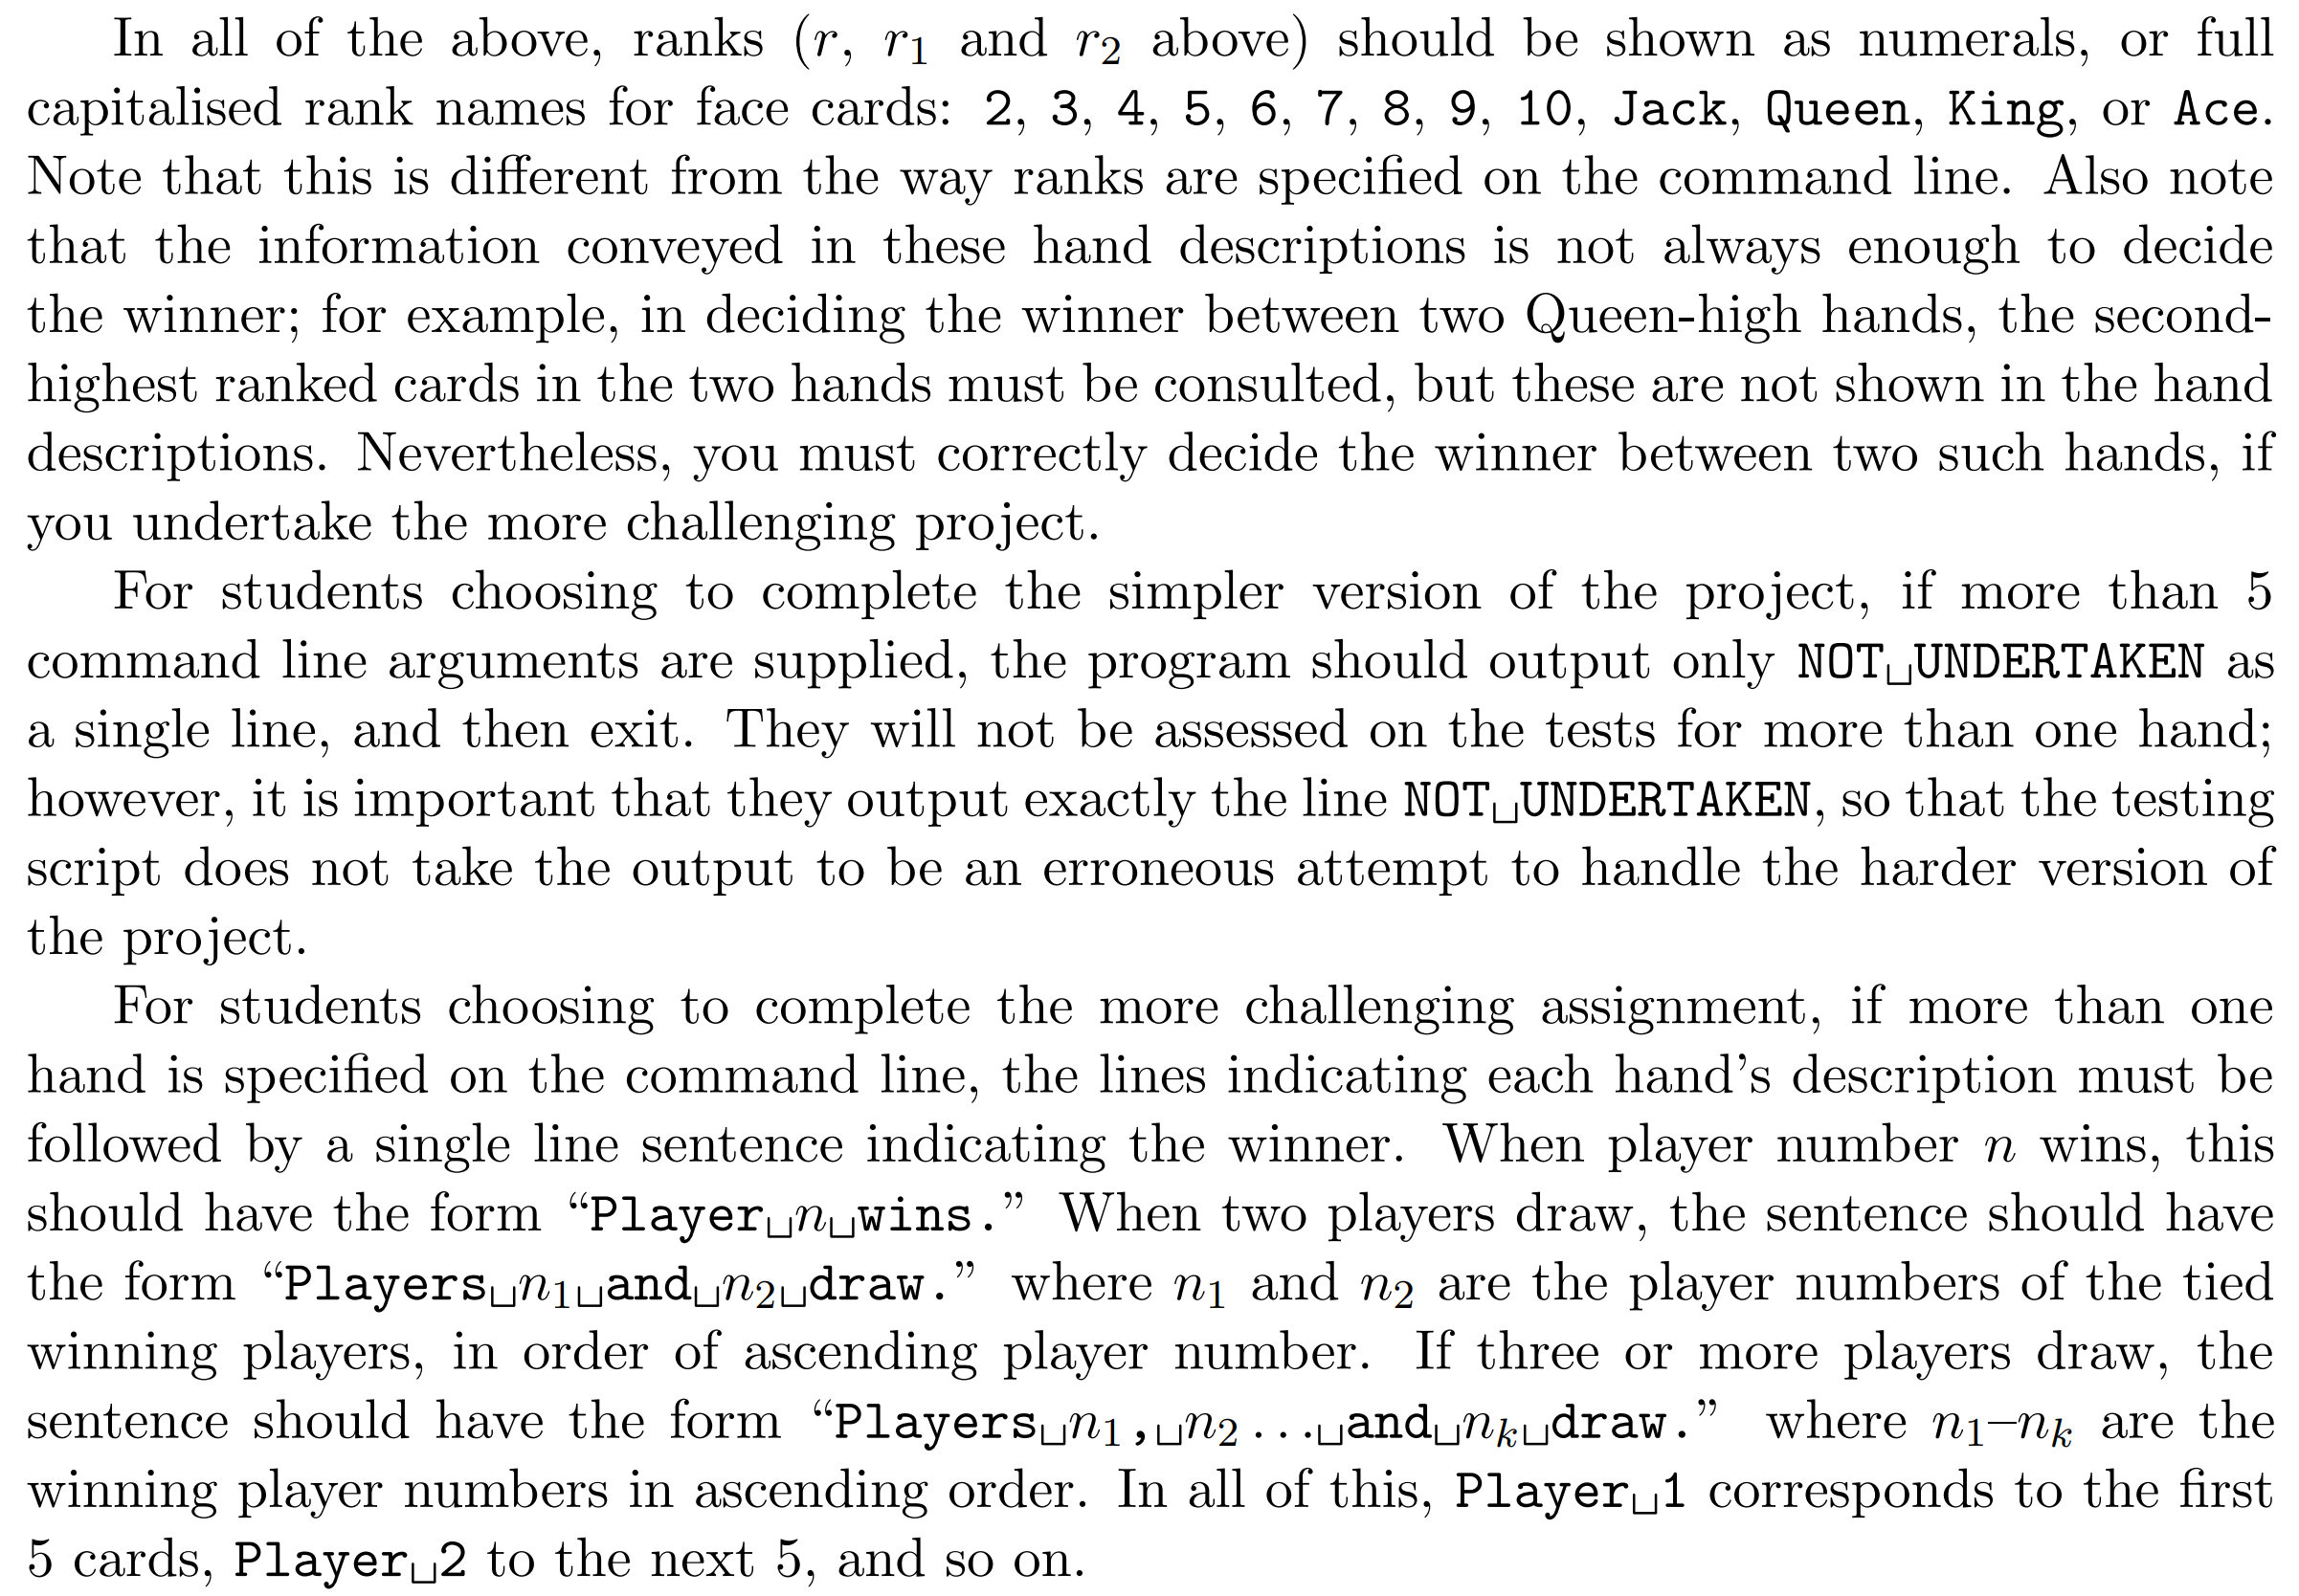 In all of the above, ranks (r, r₁ and r₂ above) should be shown as numerals, or full
capitalised rank names for face cards: 2, 3, 4, 5, 6, 7, 8, 9, 10, Jack, Queen, King, or Ace.
Note that this is different from the way ranks are specified on the command line. Also note
that the information conveyed in these hand descriptions is not always enough to decide
the winner; for example, in deciding the winner between two Queen-high hands, the second-
highest ranked cards in the two hands must be consulted, but these are not shown in the hand
descriptions. Nevertheless, you must correctly decide the winner between two such hands, if
you undertake the more challenging project.
For students choosing to complete the simpler version of the project, if more than 5
command line arguments are supplied, the program should output only NOT␣UNDERTAKEN as
a single line, and then exit. They will not be assessed on the tests for more than one hand;
however, it is important that they output exactly the line NOT␣UNDERTAKEN, so that the testing
script does not take the output to be an erroneous attempt to handle the harder version of
the project.
For students choosing to complete the more challenging assignment, if more than one
hand is specified on the command line, the lines indicating each hand’s description must be
followed by a single line sentence indicating the winner. When player number n wins, this
should have the form “Player␣n␣wins.” When two players draw, the sentence should have
the form “Players␣n₁␣and␣n₂␣draw.” where n₁ and n₂ are the player numbers of the tied
winning players, in order of ascending player number. If three or more players draw, the
sentence should have the form “Players␣n₁,␣n₂...␣and␣nₖ␣draw.” where n₁–nₖ are the
winning player numbers in ascending order. In all of this, Player␣1 corresponds to the first
5 cards, Player␣2 to the next 5, and so on.